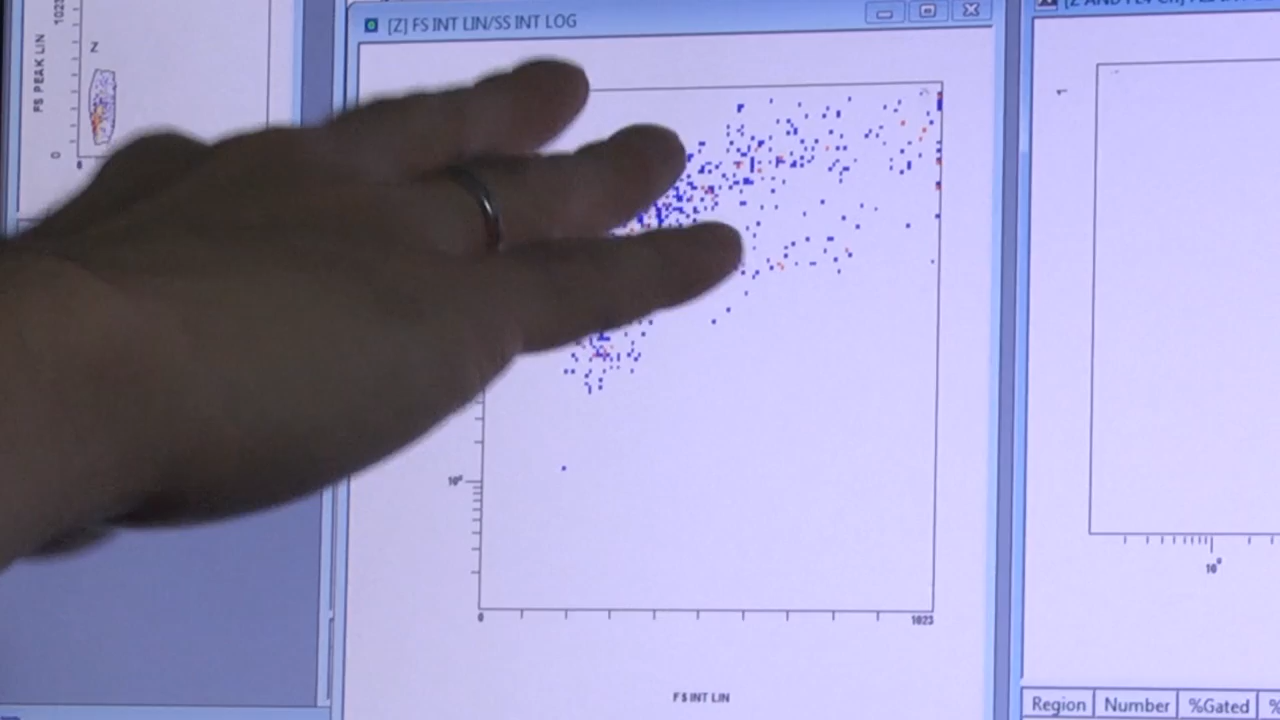 [Z] FS INT LIN/SS INT LOG
1023
FS PEAK LIN
Z
0
1
10⁰
0
1023
10⁰
FS INT LIN
Region Number %Gated